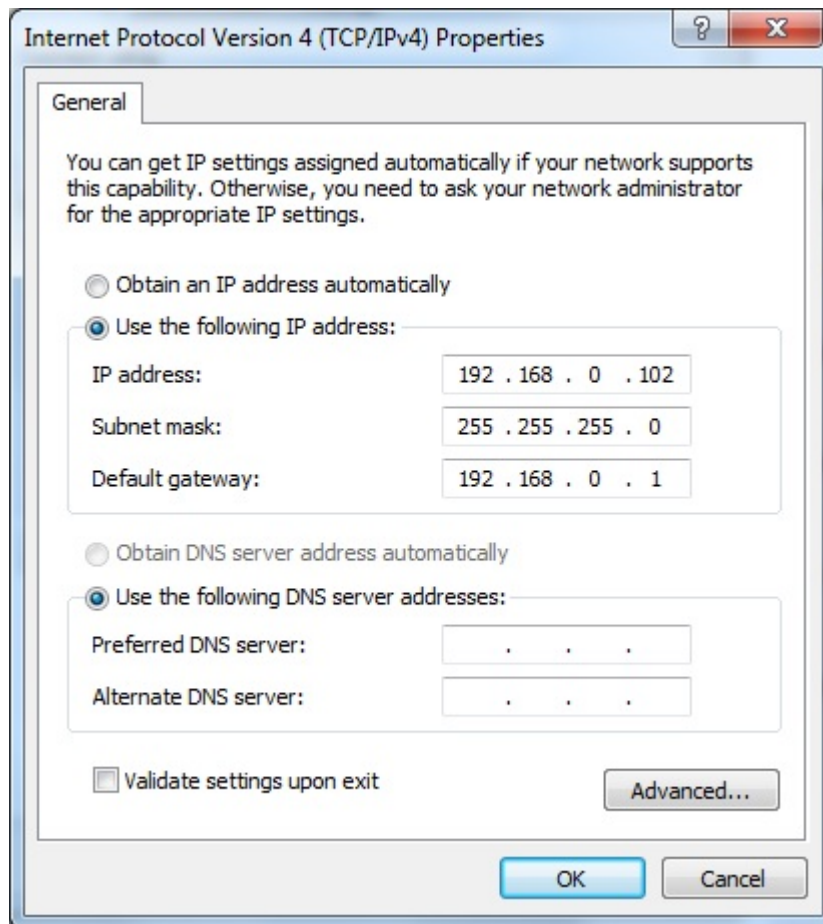 Internet Protocol Version 4 (TCP/IPv4) Properties
?
General
You can get IP settings assigned automatically if your network supports
this capability. Otherwise, you need to ask your network administrator
for the appropriate IP settings.
Obtain an IP address automatically
Use the following IP address:
IP address: 192 . 168 . 0 . 102
Subnet mask: 255 . 255 . 255 . 0
Default gateway: 192 . 168 . 0 . 1
Obtain DNS server address automatically
Use the following DNS server addresses:
Preferred DNS server: . . .
Alternate DNS server: . . .
Validate settings upon exit
Advanced...
OK Cancel